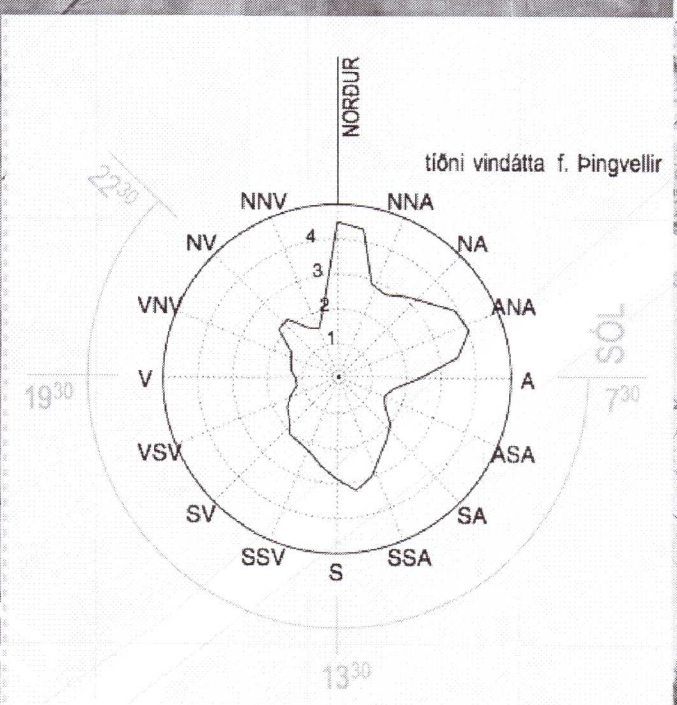 NORÐUR
tíðni vindátta f. Þingvellir
22³⁰
NNV
NNA
NV
NA
4
3
2
1
VNV
ANA
SÓL
V
A
19³⁰
7³⁰
VSV
ASA
SV
SA
SSV
SSA
S
13³⁰